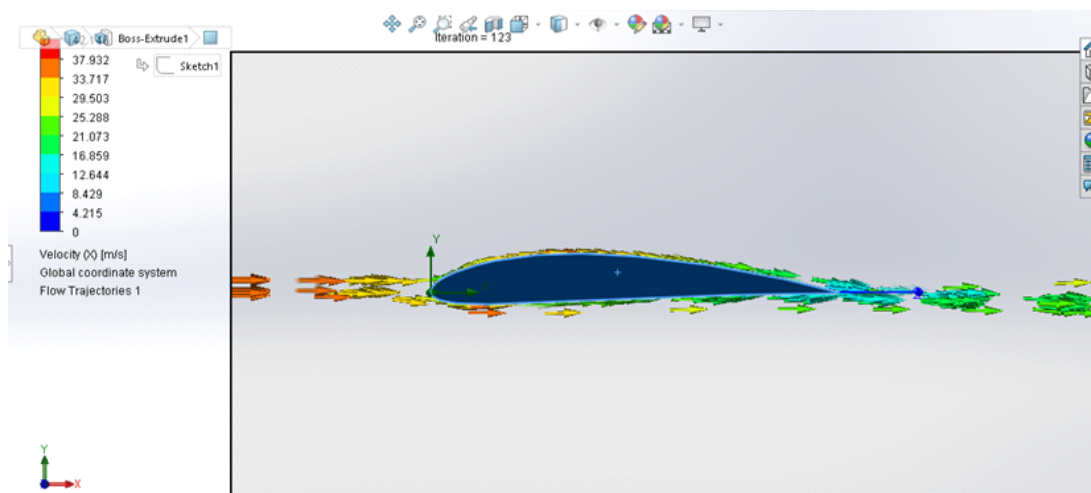 Boss-Extrude1
Sketch1
Iteration = 123
37.932
33.717
29.503
25.288
21.073
16.859
12.644
8.429
4.215
0
Velocity (X) [m/s]
Global coordinate system
Flow Trajectories 1
Y
Y
X